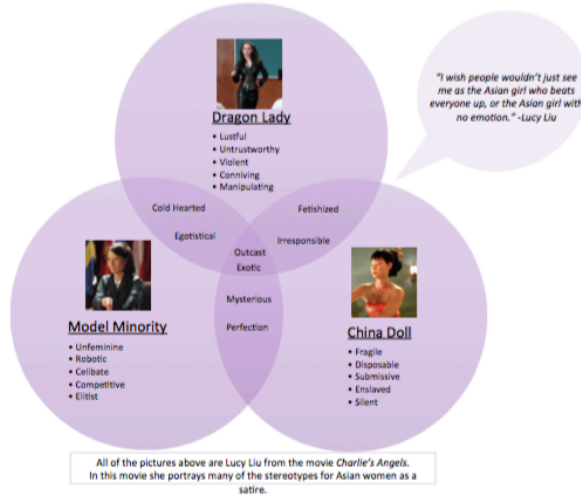 "I wish people wouldn't just see
me as the Asian girl who beats
everyone up, or the Asian girl with
no emotion." -Lucy Liu
Dragon Lady
• Lustful
• Untrustworthy
• Violent
• Conniving
• Manipulating
Cold Hearted
Fetishized
Egotistical
Irresponsible
Outcast
Exotic
Mysterious
Perfection
Model Minority
• Unfeminine
• Robotic
• Celibate
• Competitive
• Elitist
China Doll
• Fragile
• Disposable
• Submissive
• Enslaved
• Silent
All of the pictures above are Lucy Liu from the movie Charlie's Angels.
In this movie she portrays many of the stereotypes for Asian women as a
satire.